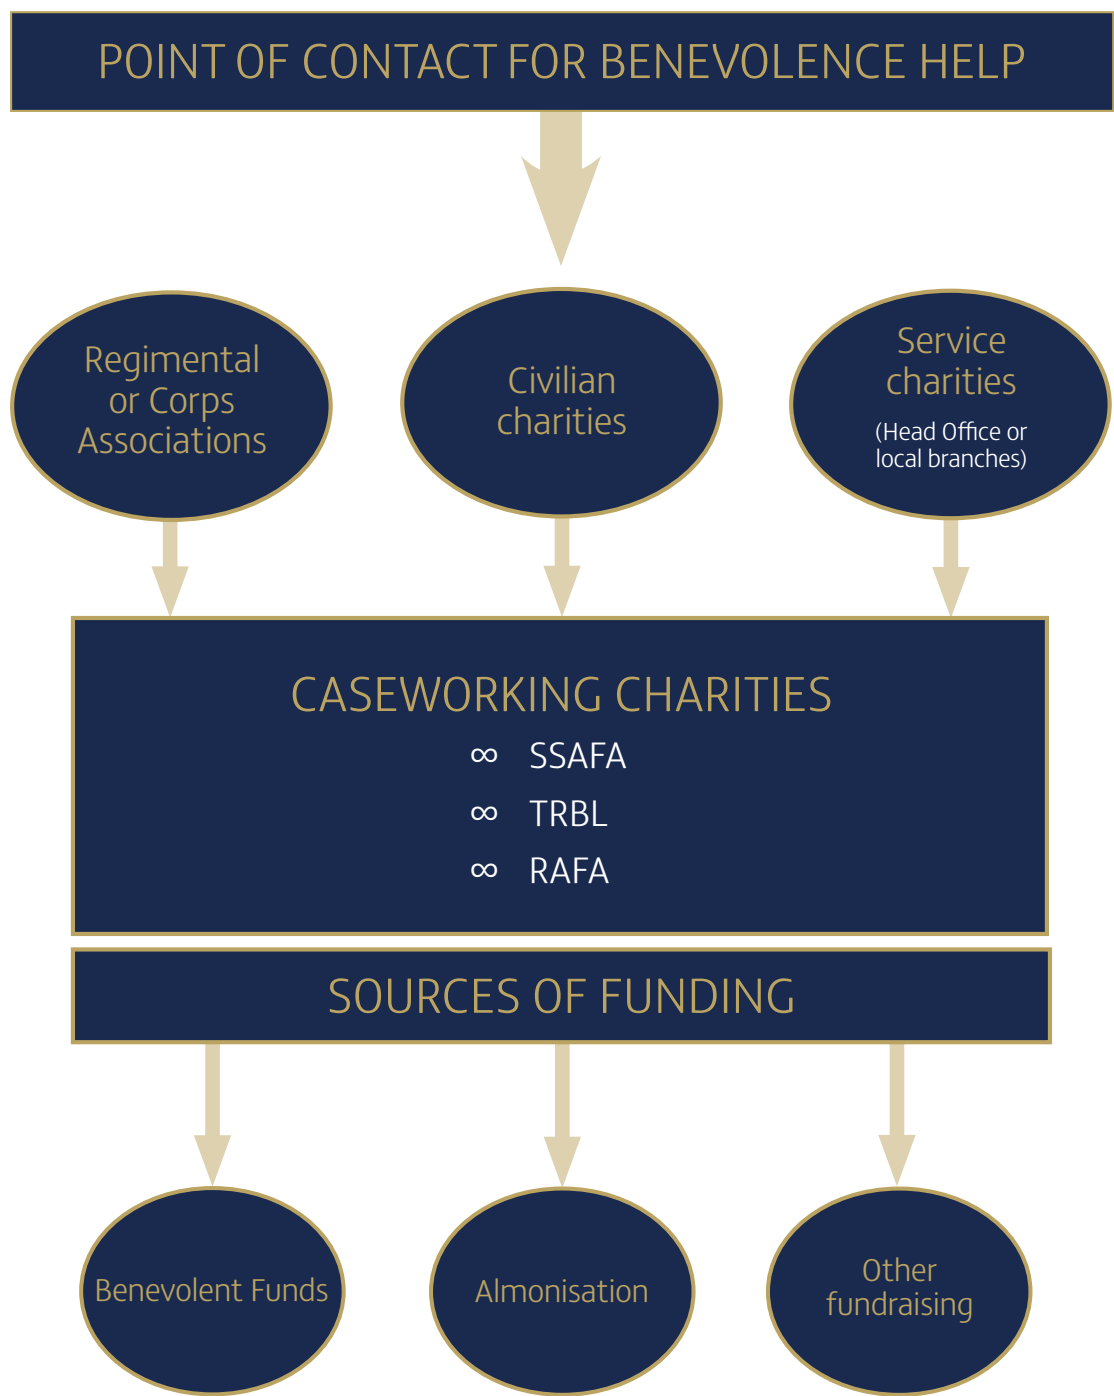 POINT OF CONTACT FOR BENEVOLENCE HELP
Regimental
or Corps
Associations
Civilian
charities
Service
charities
(Head Office or
local branches)
CASEWORKING CHARITIES
∞ SSAFA
∞ TRBL
∞ RAFA
SOURCES OF FUNDING
Benevolent Funds
Almonisation
Other
fundraising